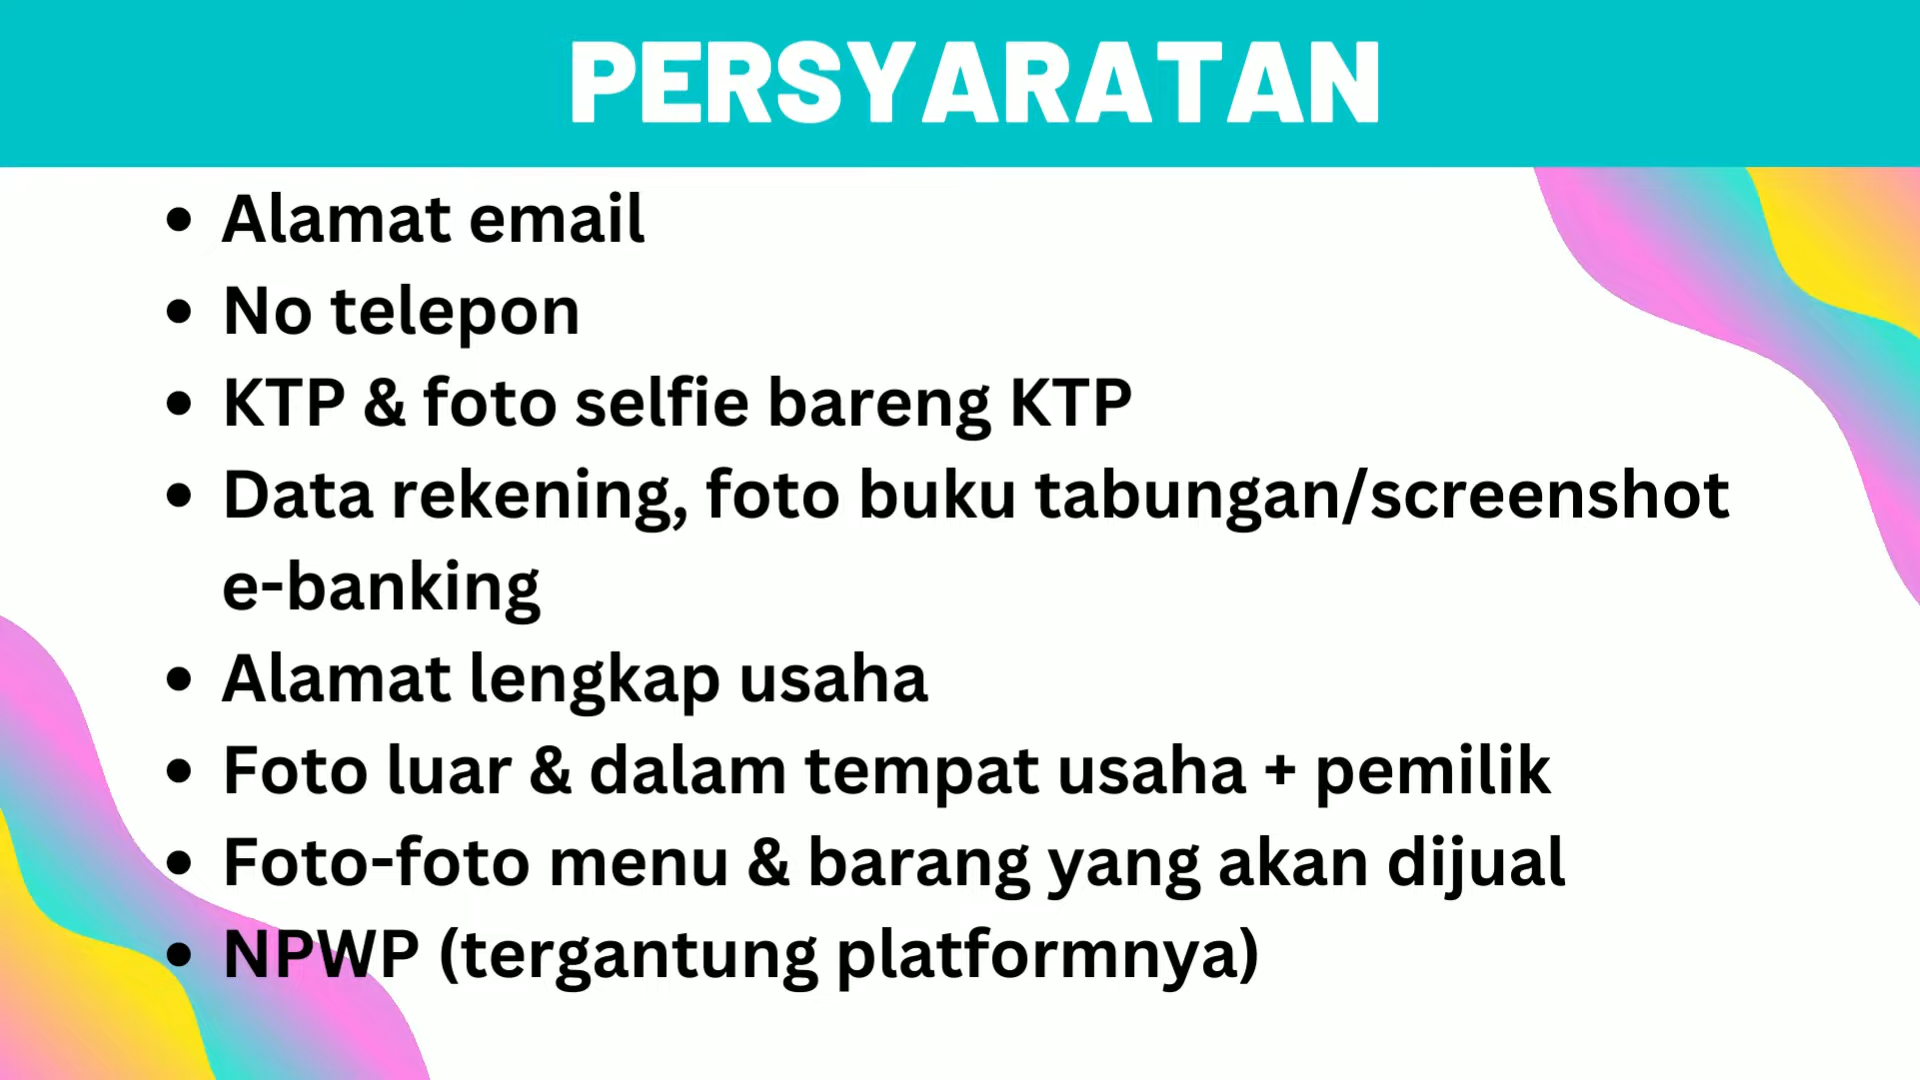 PERSYARATAN
• Alamat email
• No telepon
• KTP & foto selfie bareng KTP
• Data rekening, foto buku tabungan/screenshot
e-banking
• Alamat lengkap usaha
• Foto luar & dalam tempat usaha + pemilik
• Foto-foto menu & barang yang akan dijual
• NPWP (tergantung platformnya)